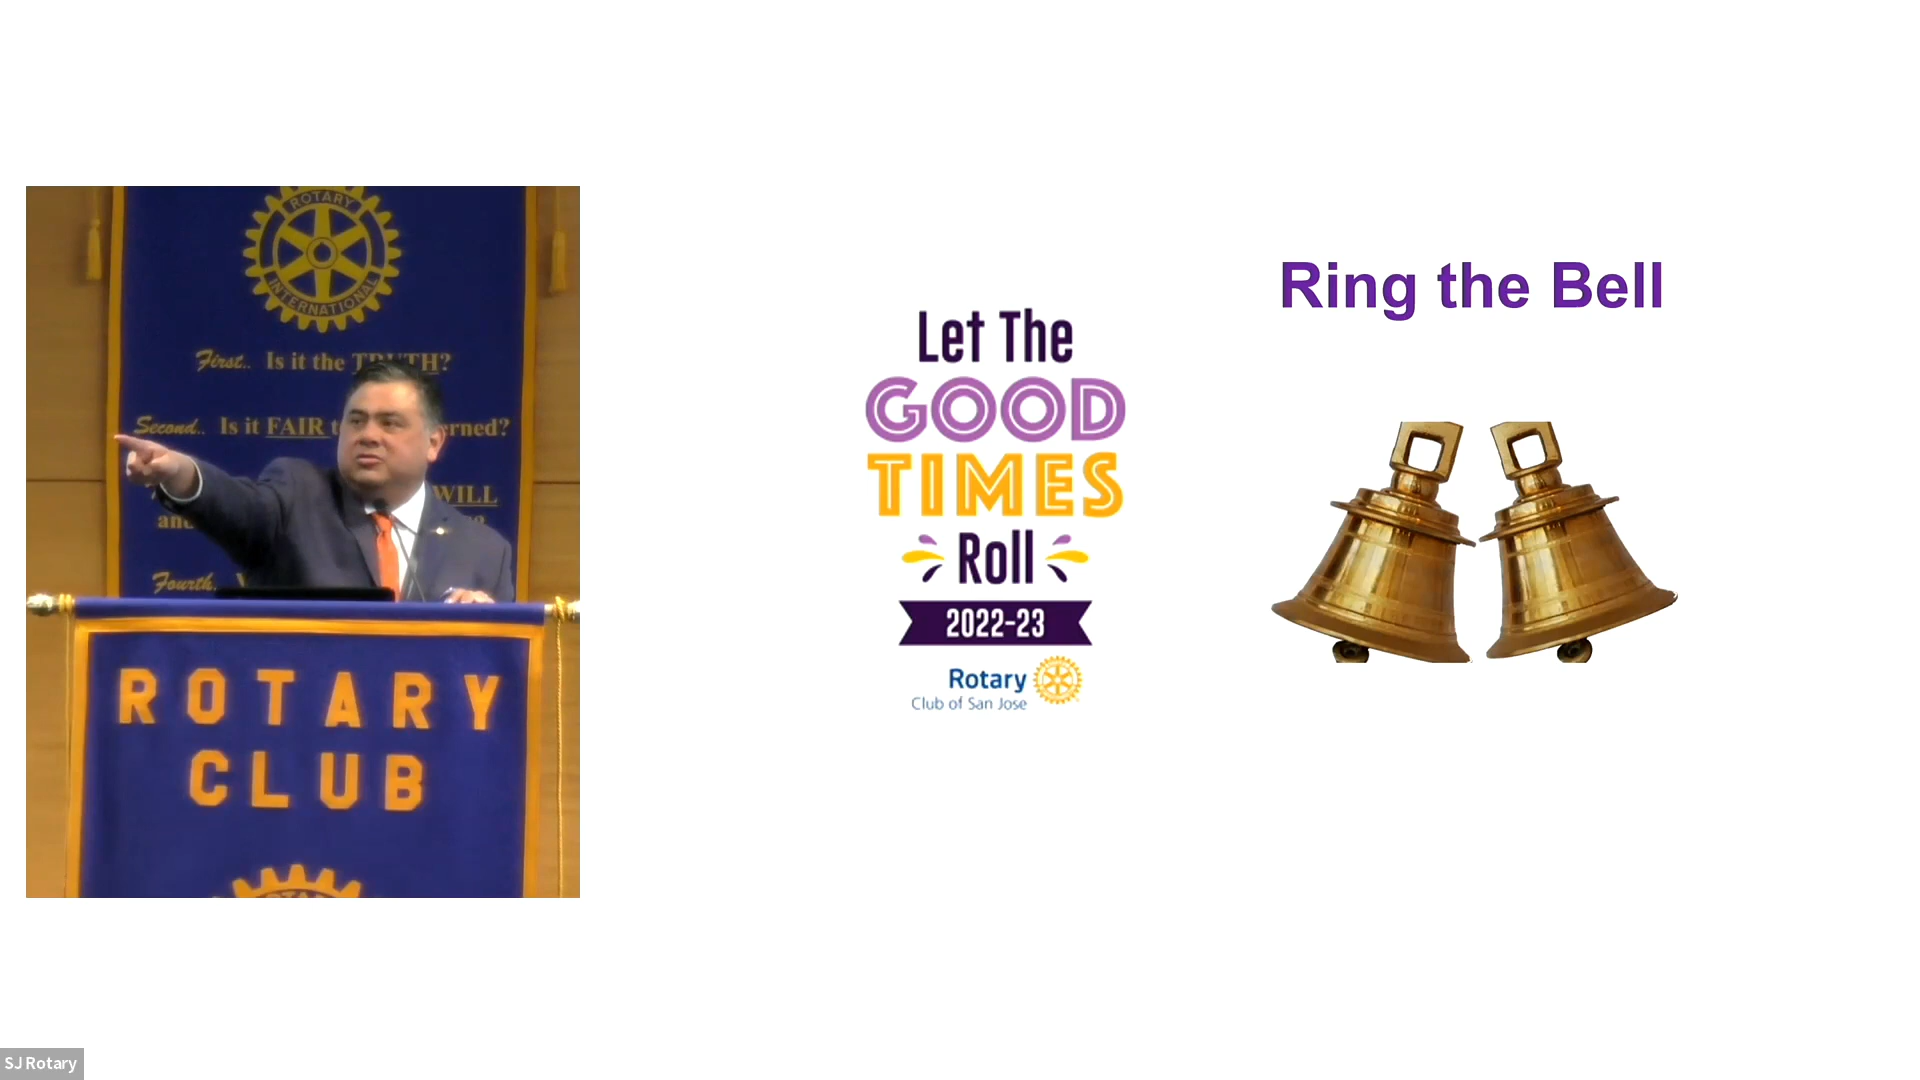 ROTARY
INTERNATIONAL
First.. Is it the TRUTH?
Second.. Is it FAIR
WILL
Fourth.
ROTARY
CLUB
Let The
GOOD
TIMES
Roll
2022-23
Rotary
Club of San Jose
Ring the Bell
SJ Rotary